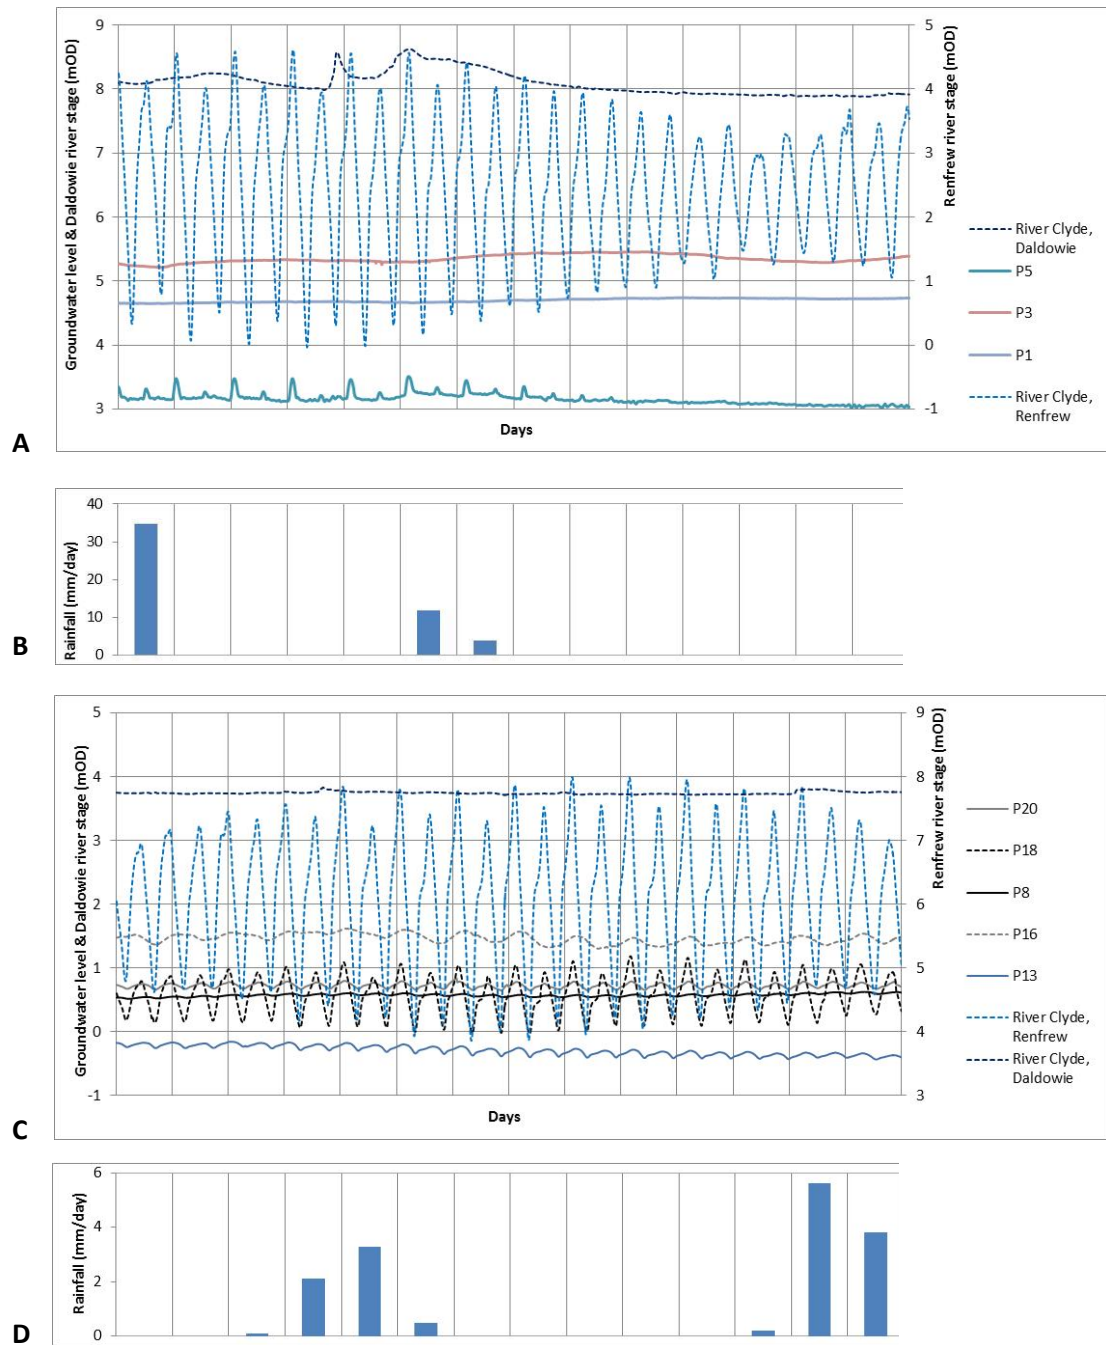 A
Groundwater level & Daldowie river stage (mOD)
9
8
7
6
5
4
3
5
4
3
2
1
0
-1
Renfrew river stage (mOD)
Days
River Clyde,
Daldowie
P5
P3
P1
River Clyde,
Renfrew
B
Rainfall (mm/day)
40
30
20
10
0
C
Groundwater level & Daldowie river stage (mOD)
5
4
3
2
1
0
-1
9
8
7
6
5
4
3
Renfrew river stage (mOD)
Days
P20
P18
P8
P16
P13
River Clyde,
Renfrew
River Clyde,
Daldowie
D
Rainfall (mm/day)
6
4
2
0